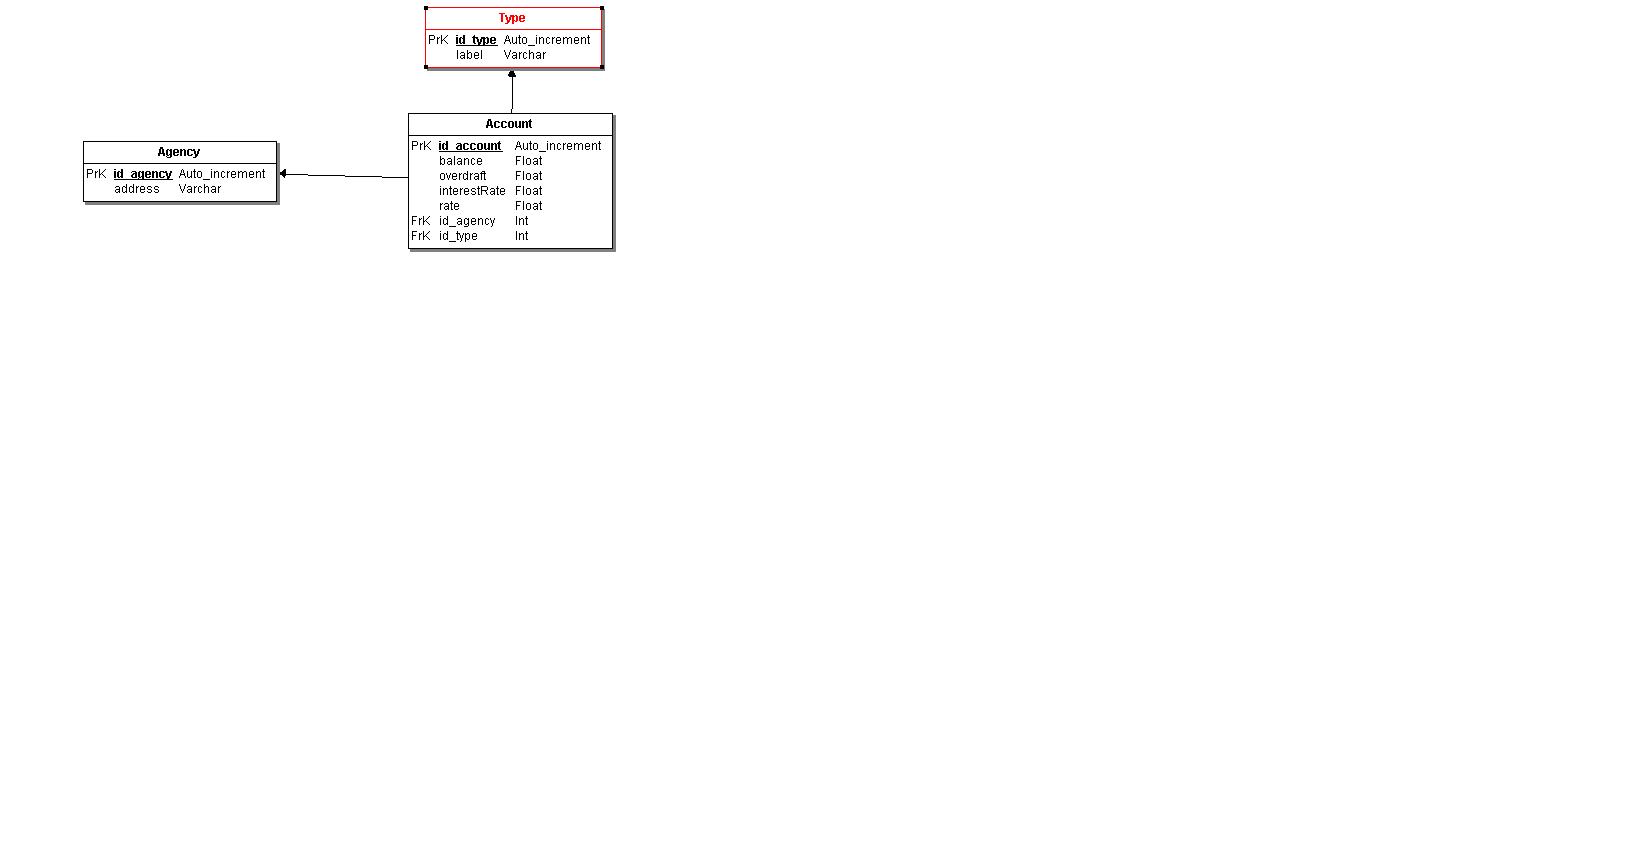 Type
PrK id_type Auto_increment
label Varchar
Account
PrK id_account Auto_increment
balance Float
overdraft Float
interestRate Float
rate Float
FrK id_agency Int
FrK id_type Int
Agency
PrK id_agency Auto_increment
address Varchar